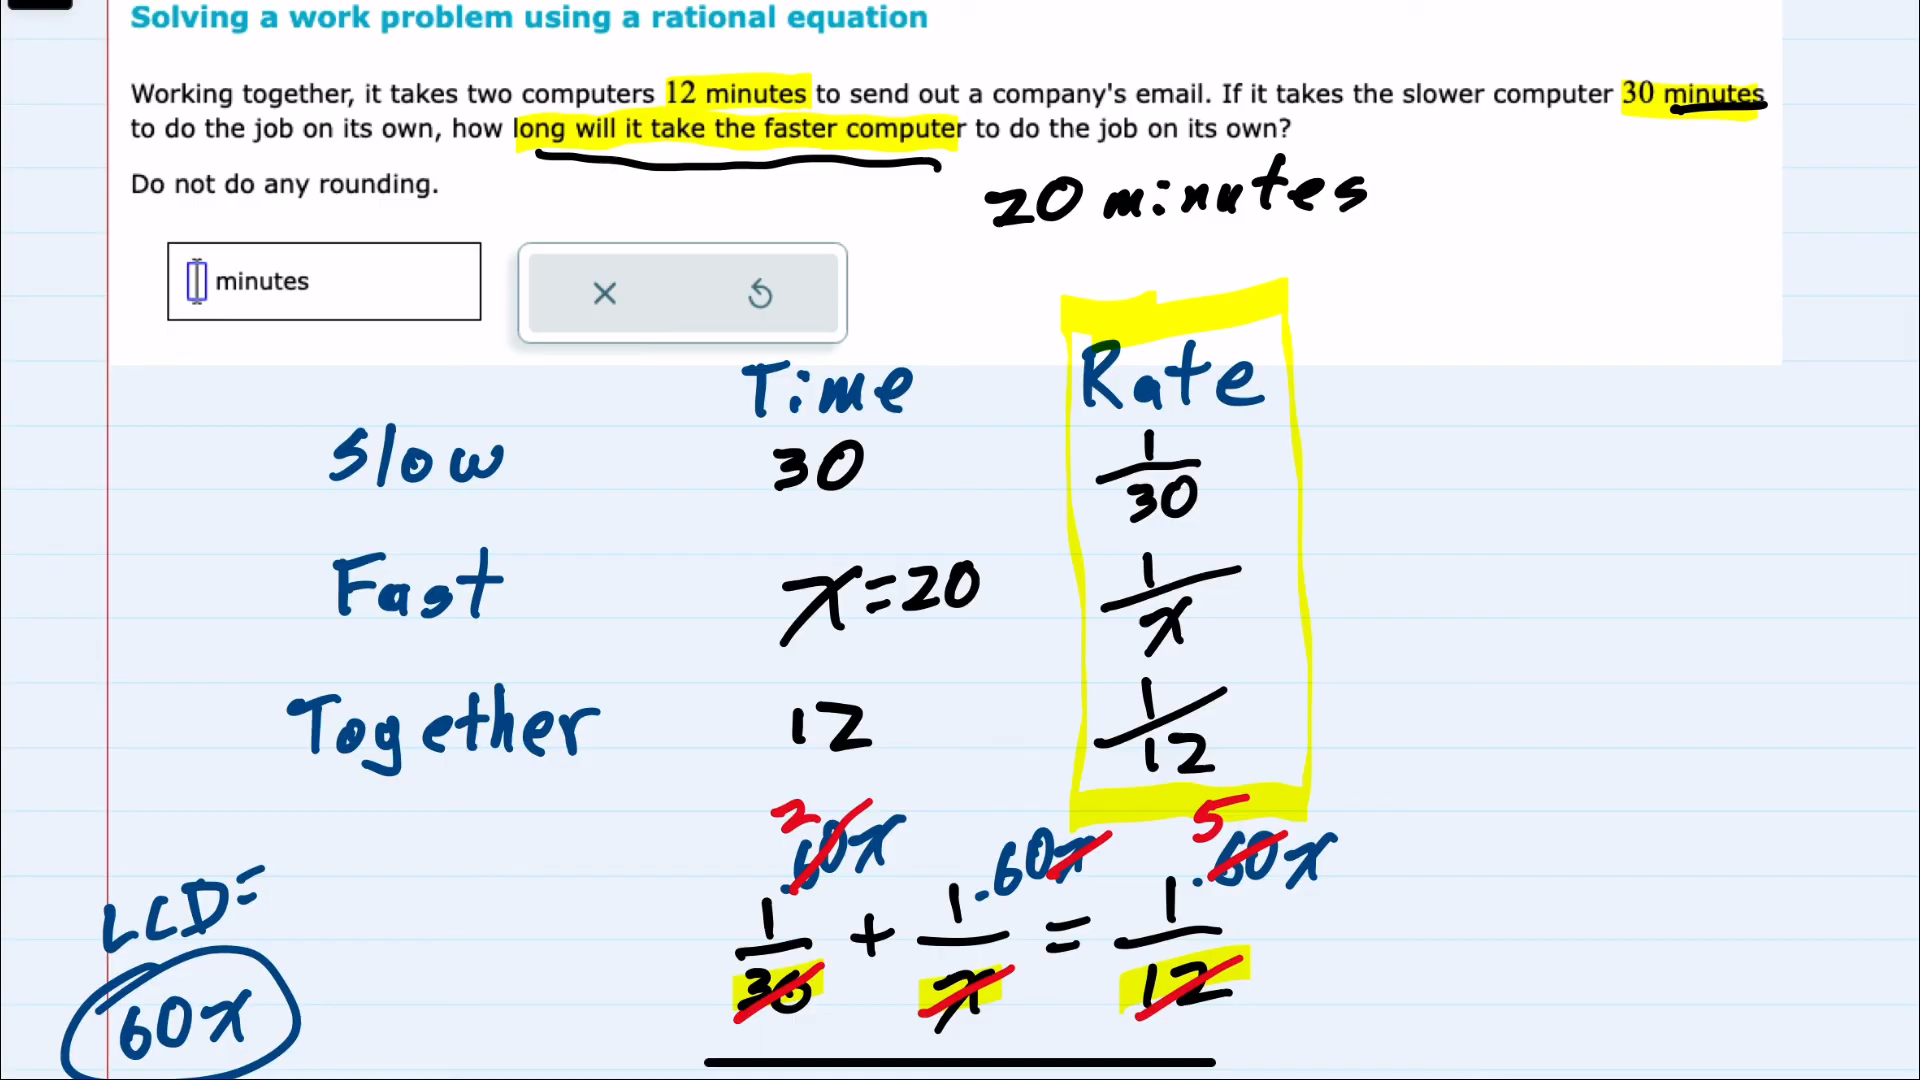 Solving a work problem using a rational equation
Working together, it takes two computers 12 minutes to send out a company's email. If it takes the slower computer 30 minutes
to do the job on its own, how long will it take the faster computer to do the job on its own?
Do not do any rounding.
20 minutes
minutes
Time Rate
Slow 30 1/30
Fast x=20 1/x
Together 12 1/12
2 5
·60x ·60x ·60x
LCD=
1/30 + 1/x = 1/12
60x